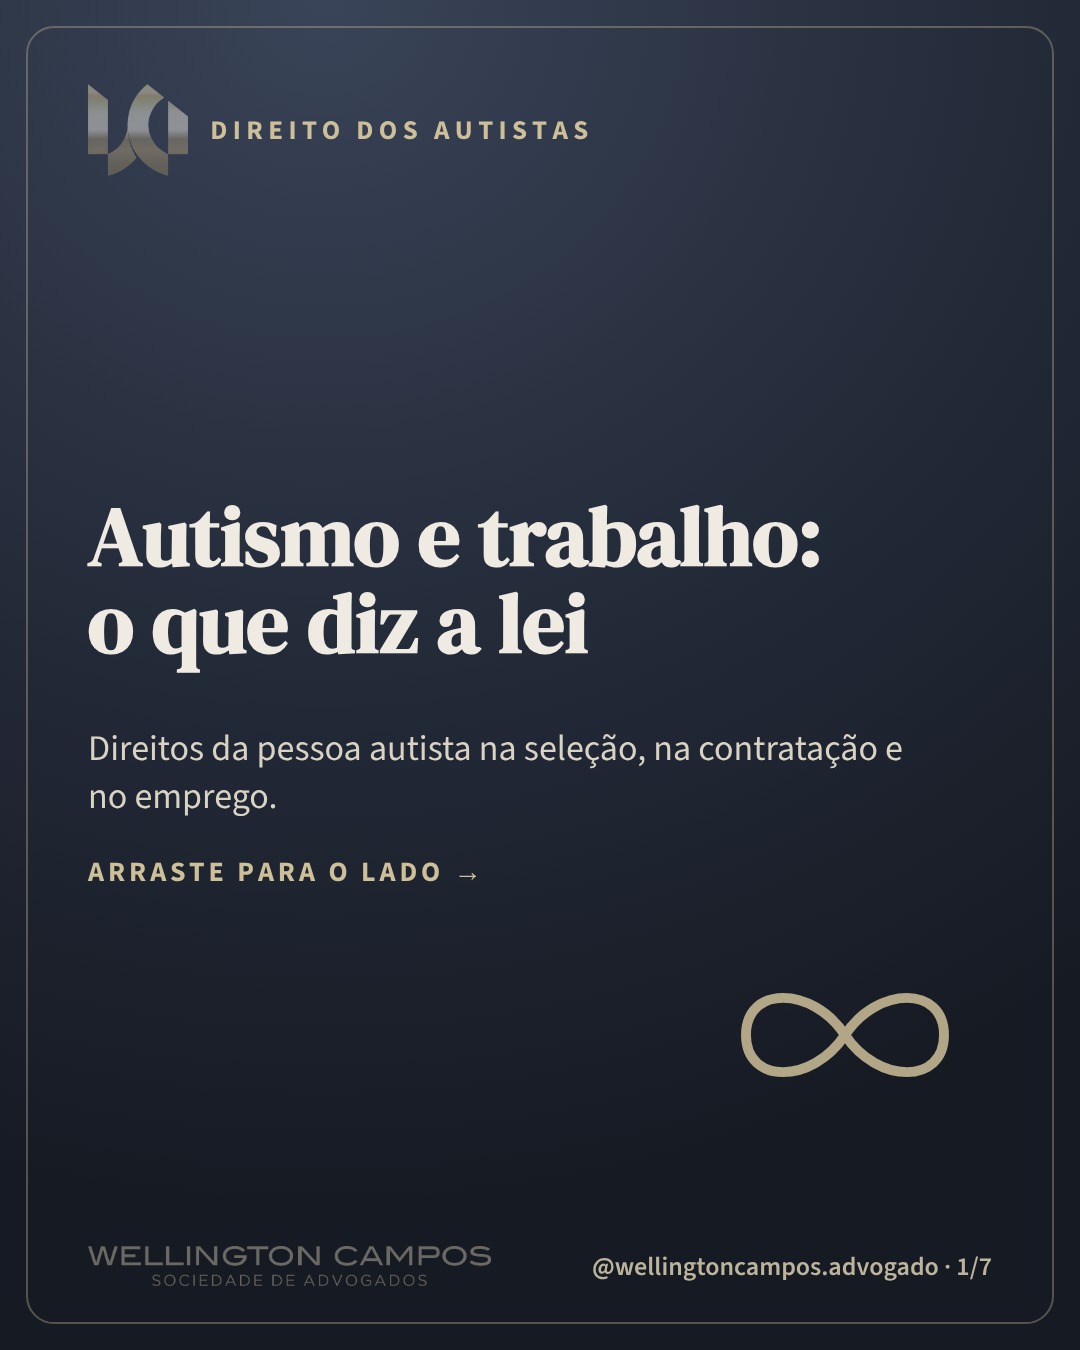 DIREITO DOS AUTISTAS
Autismo e trabalho:
o que diz a lei
Direitos da pessoa autista na seleção, na contratação e
no emprego.
ARRASTE PARA O LADO →
WELLINGTON CAMPOS
SOCIEDADE DE ADVOGADOS
@wellingtoncampos.advogado · 1/7